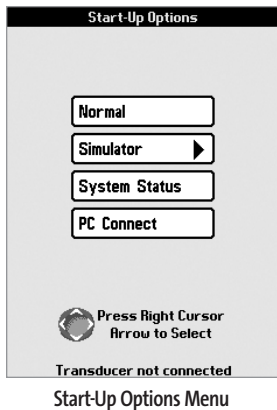 Start-Up Options
Normal
Simulator
System Status
PC Connect
Press Right Cursor
Arrow to Select
Transducer not connected
Start-Up Options Menu